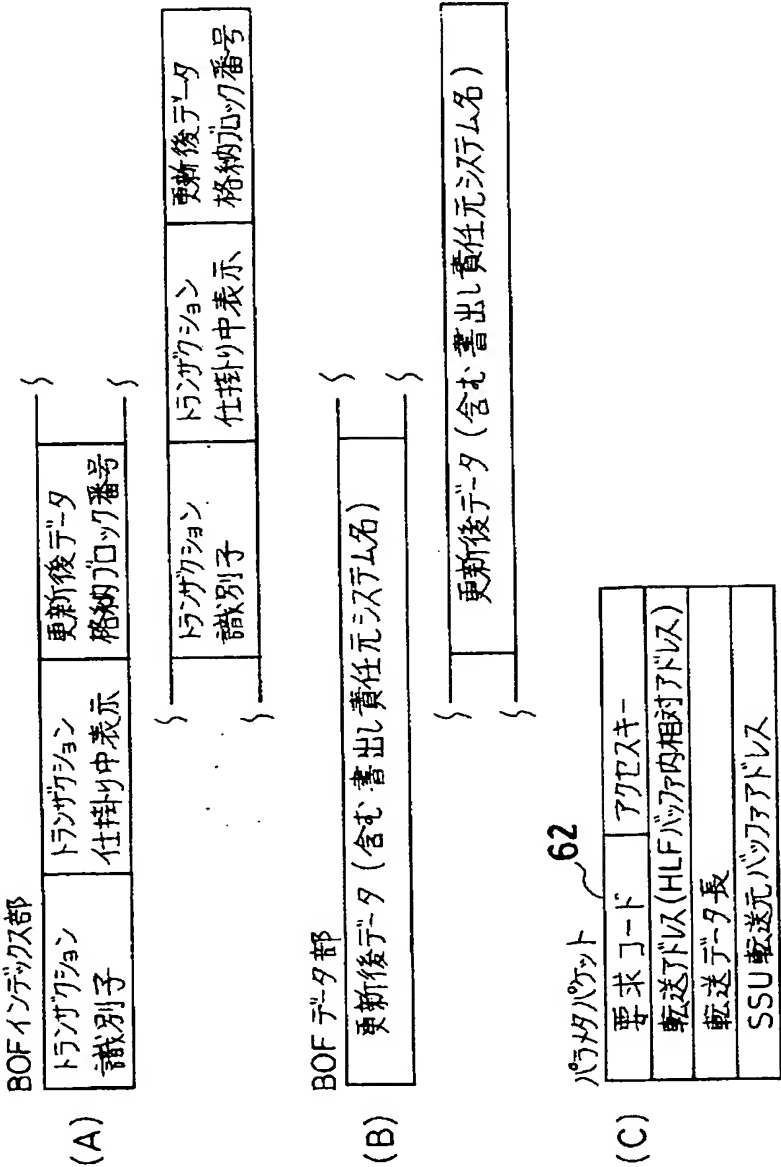 (A)
BOFインデックス部
トランザクション
識別子
トランザクション
仕掛り中表示
更新後データ
格納ブロック番号
トランザクション
識別子
トランザクション
仕掛り中表示
更新後データ
格納ブロック番号
(B)
BOFデータ部
更新後データ(含む書出し責任元システム名)
更新後データ(含む書出し責任元システム名)
(C)
パラメタパケット
62
要求コード
アクセスキー
転送アドレス(HLFバッファ内相対アドレス)
転送データ長
SSU転送元バッファアドレス